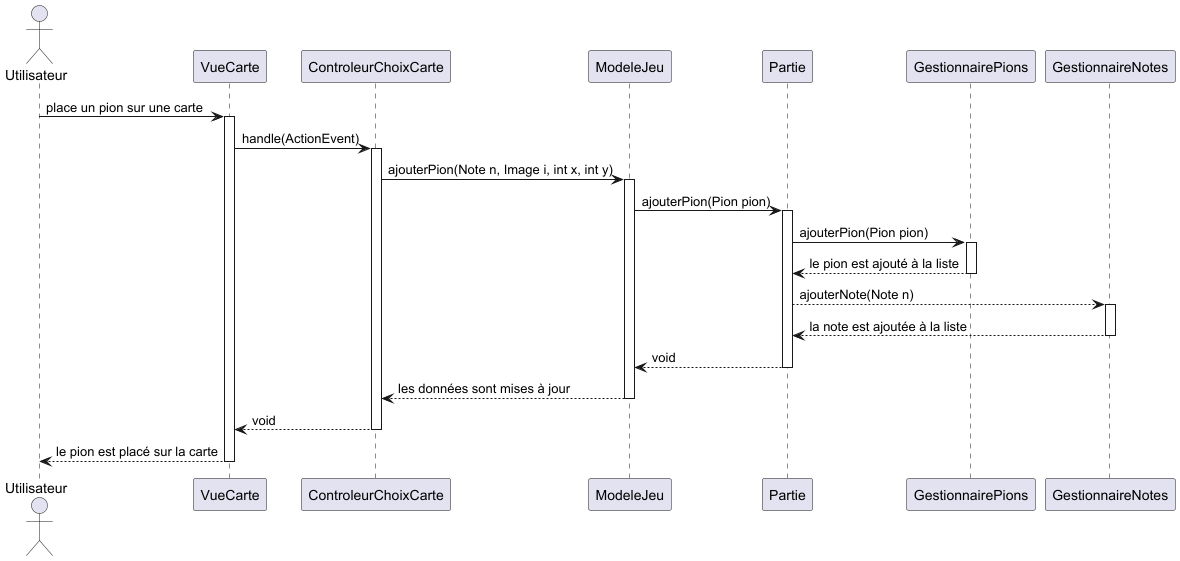 Utilisateur
VueCarte
ControleurChoixCarte
ModeleJeu
Partie
GestionnairePions
GestionnaireNotes
place un pion sur une carte
handle(ActionEvent)
ajouterPion(Note n, Image i, int x, int y)
ajouterPion(Pion pion)
ajouterPion(Pion pion)
le pion est ajouté à la liste
ajouterNote(Note n)
la note est ajoutée à la liste
void
les données sont mises à jour
void
le pion est placé sur la carte
Utilisateur
VueCarte
ControleurChoixCarte
ModeleJeu
Partie
GestionnairePions
GestionnaireNotes